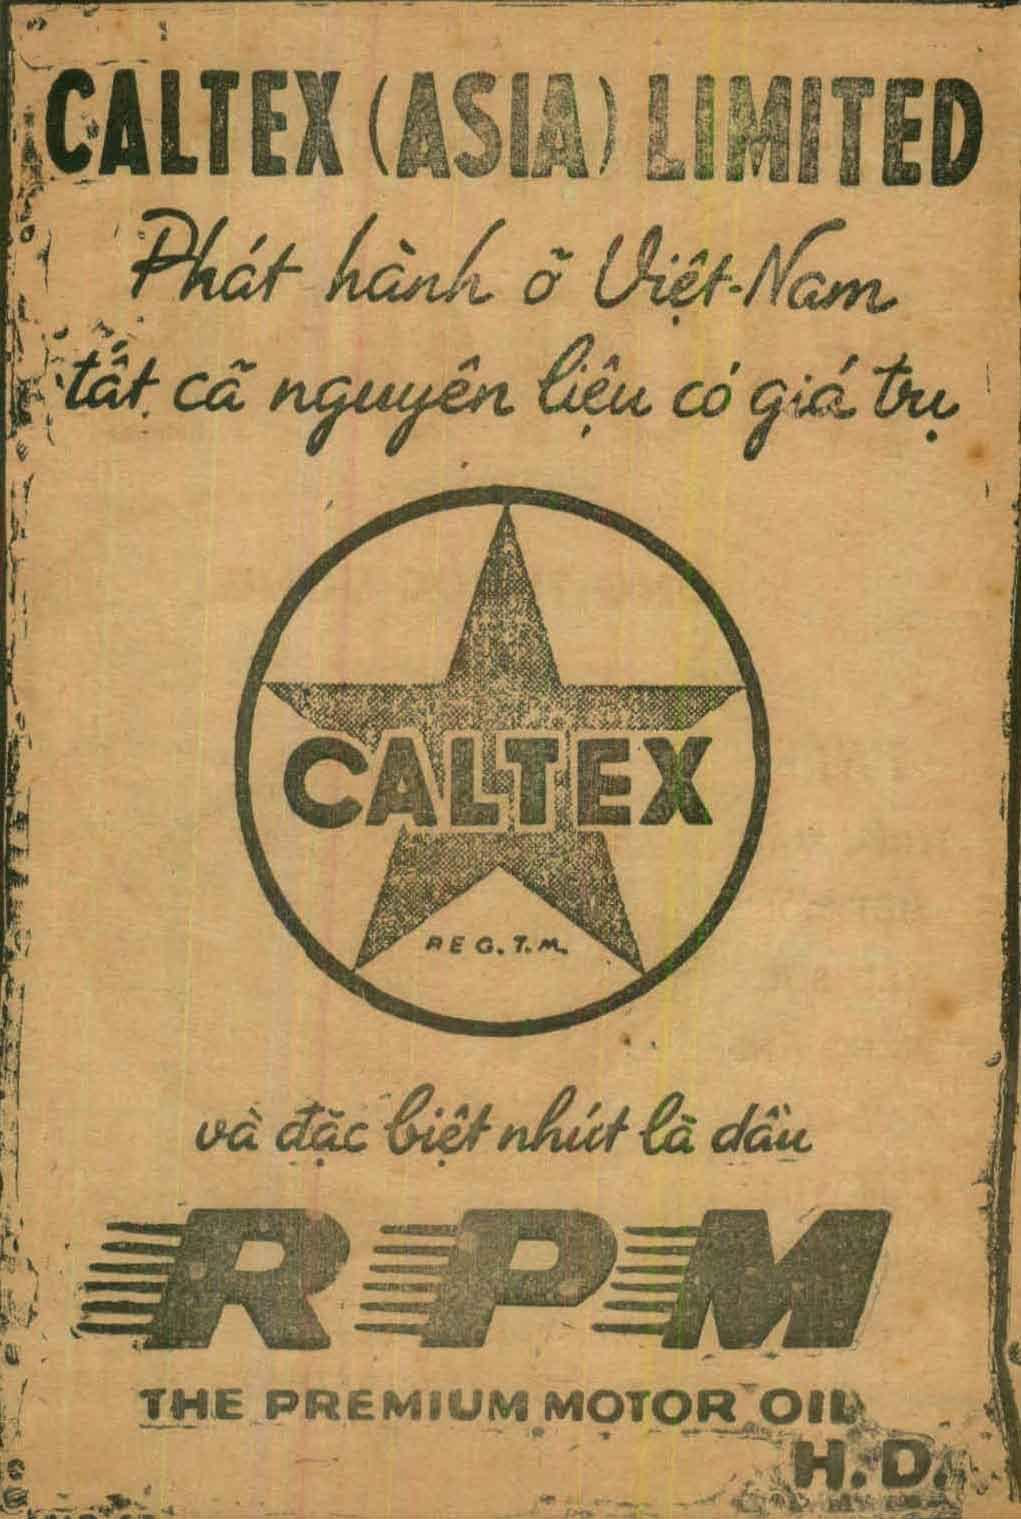 CALTEX (ASIA) LIMITED
Phát hành ỡ Việt-Nam
tất cã nguyên liệu có giá trụ
CALTEX
REG. T.M.
và đặc biệt nhứt là dầu
RPM
THE PREMIUM MOTOR OIL
H.D.